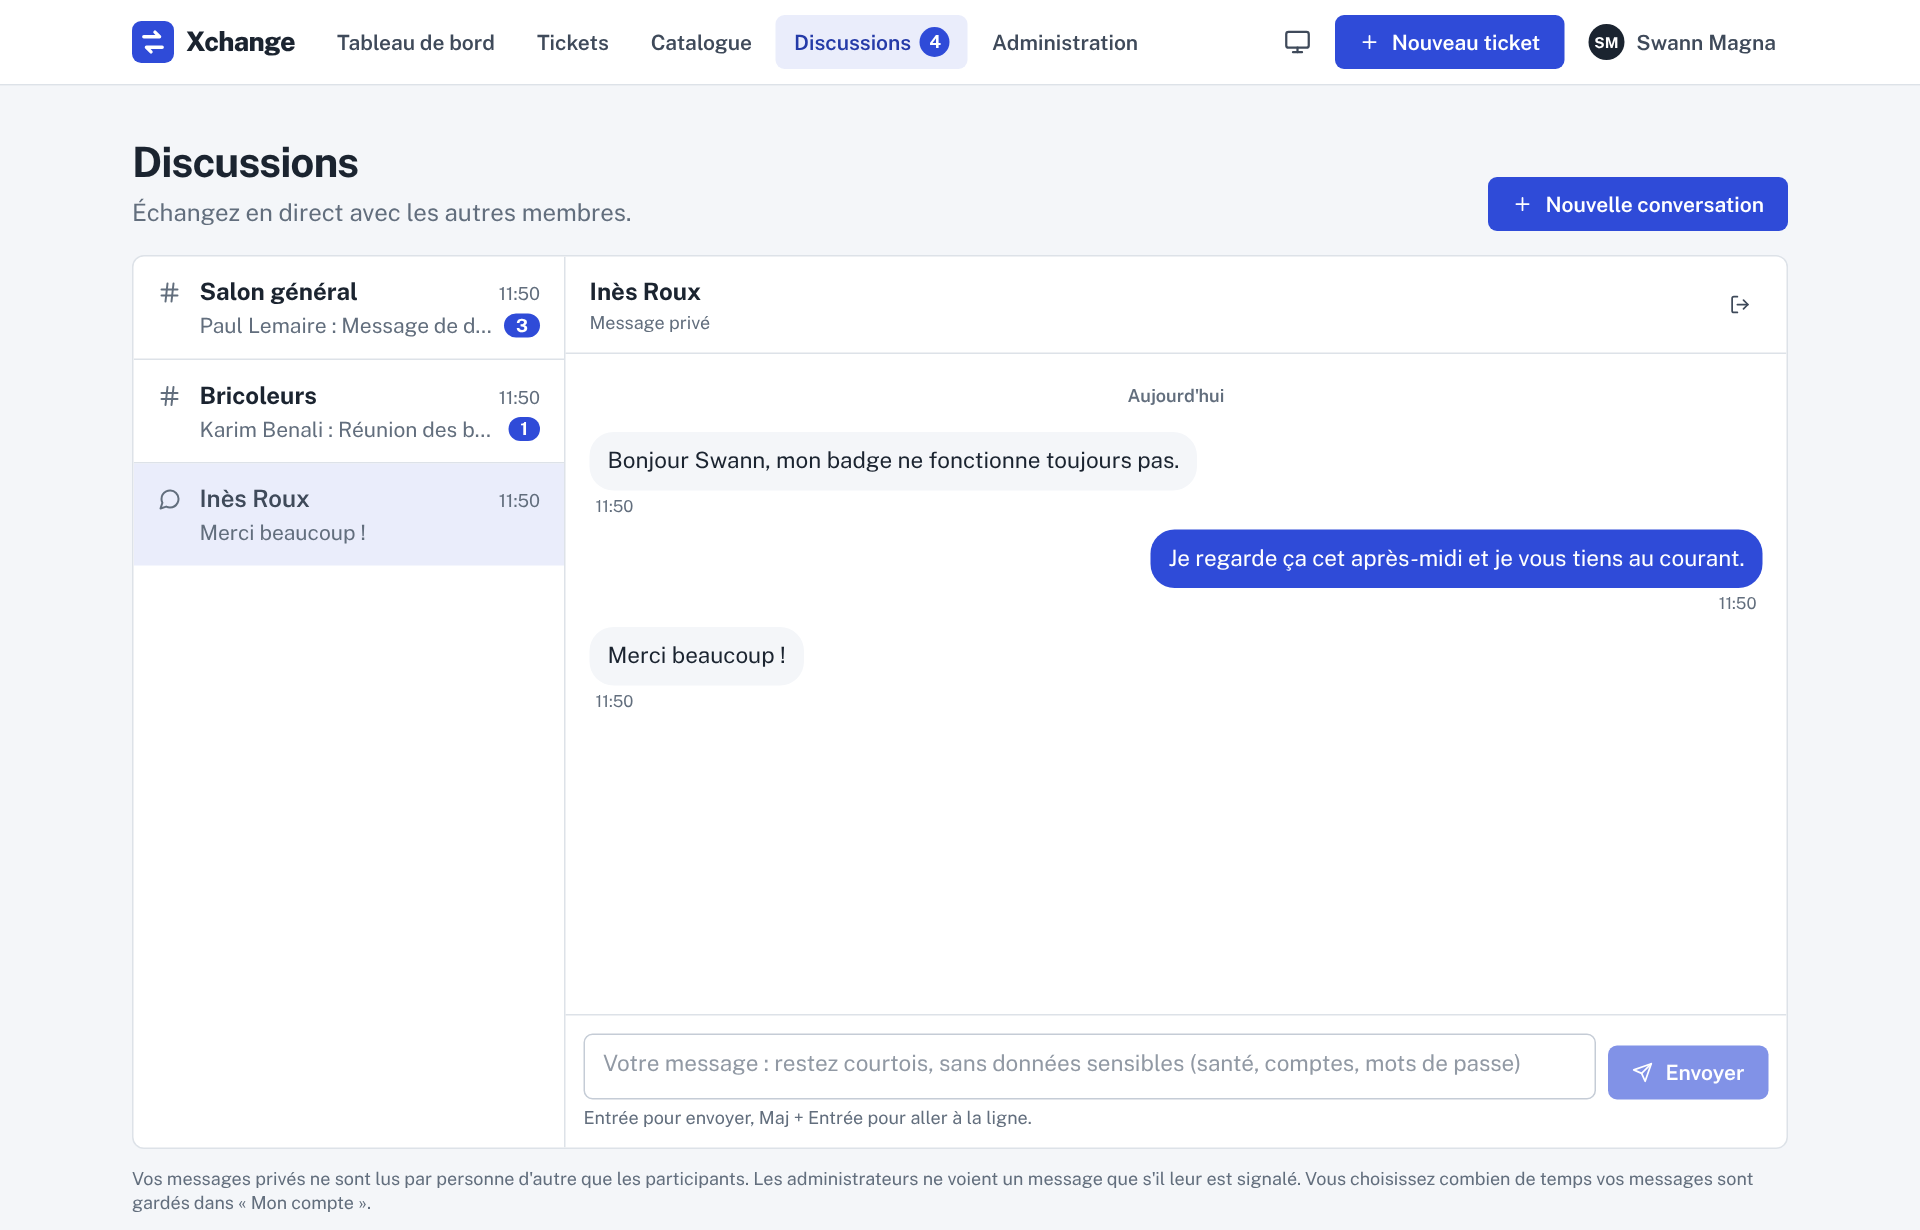 Xchange
Tableau de bord
Tickets
Catalogue
Discussions 4
Administration
+ Nouveau ticket
SM
Swann Magna
Discussions
Échangez en direct avec les autres membres.
+ Nouvelle conversation
# Salon général 11:50
Paul Lemaire : Message de d... 3
# Bricoleurs 11:50
Karim Benali : Réunion des b... 1
Inès Roux 11:50
Merci beaucoup !
Inès Roux
Message privé
Aujourd'hui
Bonjour Swann, mon badge ne fonctionne toujours pas.
11:50
Je regarde ça cet après-midi et je vous tiens au courant.
11:50
Merci beaucoup !
11:50
Votre message : restez courtois, sans données sensibles (santé, comptes, mots de passe)
Envoyer
Entrée pour envoyer, Maj + Entrée pour aller à la ligne.
Vos messages privés ne sont lus par personne d'autre que les participants. Les administrateurs ne voient un message que s'il leur est signalé. Vous choisissez combien de temps vos messages sont
gardés dans « Mon compte ».